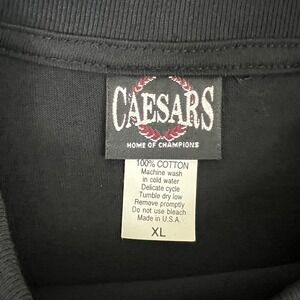 CAESARS
HOME OF CHAMPIONS
100% COTTON
Machine wash
in cold water
Delicate cycle
Tumble dry low
Remove promptly
Do not use bleach
Made in U.S.A.
XL